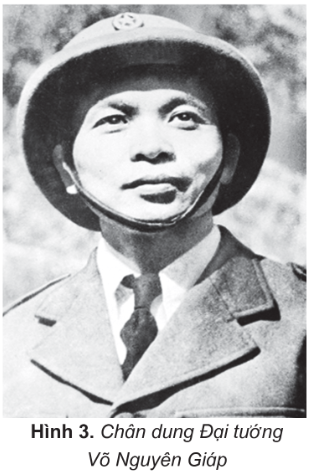 Hình 3. Chân dung Đại tướng
Võ Nguyên Giáp